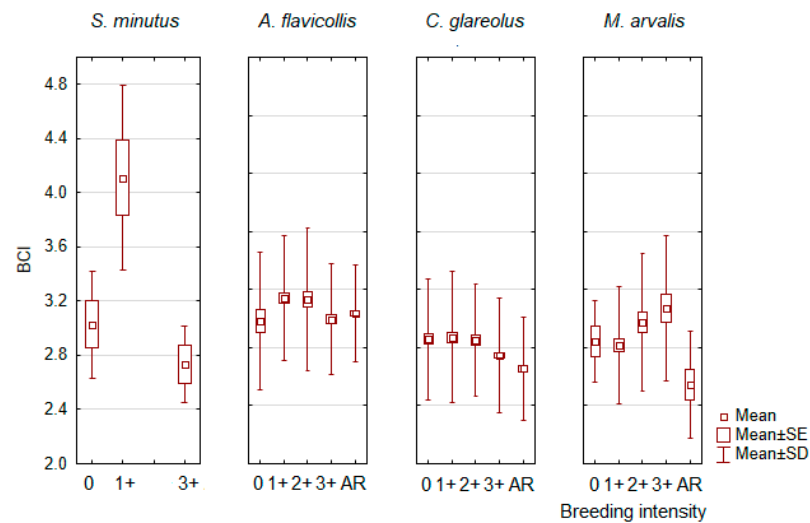 S. minutus A. flavicollis C. glareolus M. arvalis
4.8
4.4
4.0
3.6
3.2
2.8
2.4
2.0
BCI
0 1+ 3+
0 1+ 2+ 3+ AR
0 1+ 2+ 3+ AR
0 1+ 2+ 3+ AR
Breeding intensity
Mean
Mean±SE
Mean±SD